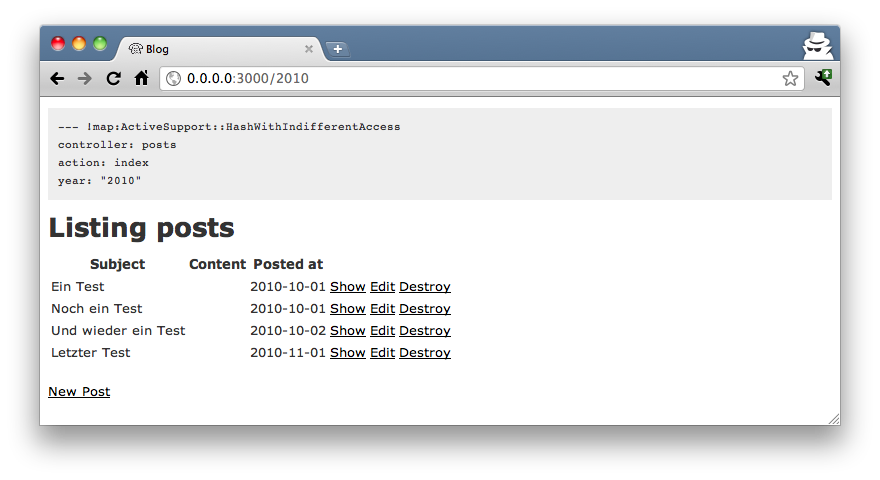 Blog
0.0.0.0:3000/2010
--- !map:ActiveSupport::HashWithIndifferentAccess
controller: posts
action: index
year: "2010"
Listing posts
Subject Content Posted at
Ein Test 2010-10-01 Show Edit Destroy
Noch ein Test 2010-10-01 Show Edit Destroy
Und wieder ein Test 2010-10-02 Show Edit Destroy
Letzter Test 2010-11-01 Show Edit Destroy
New Post